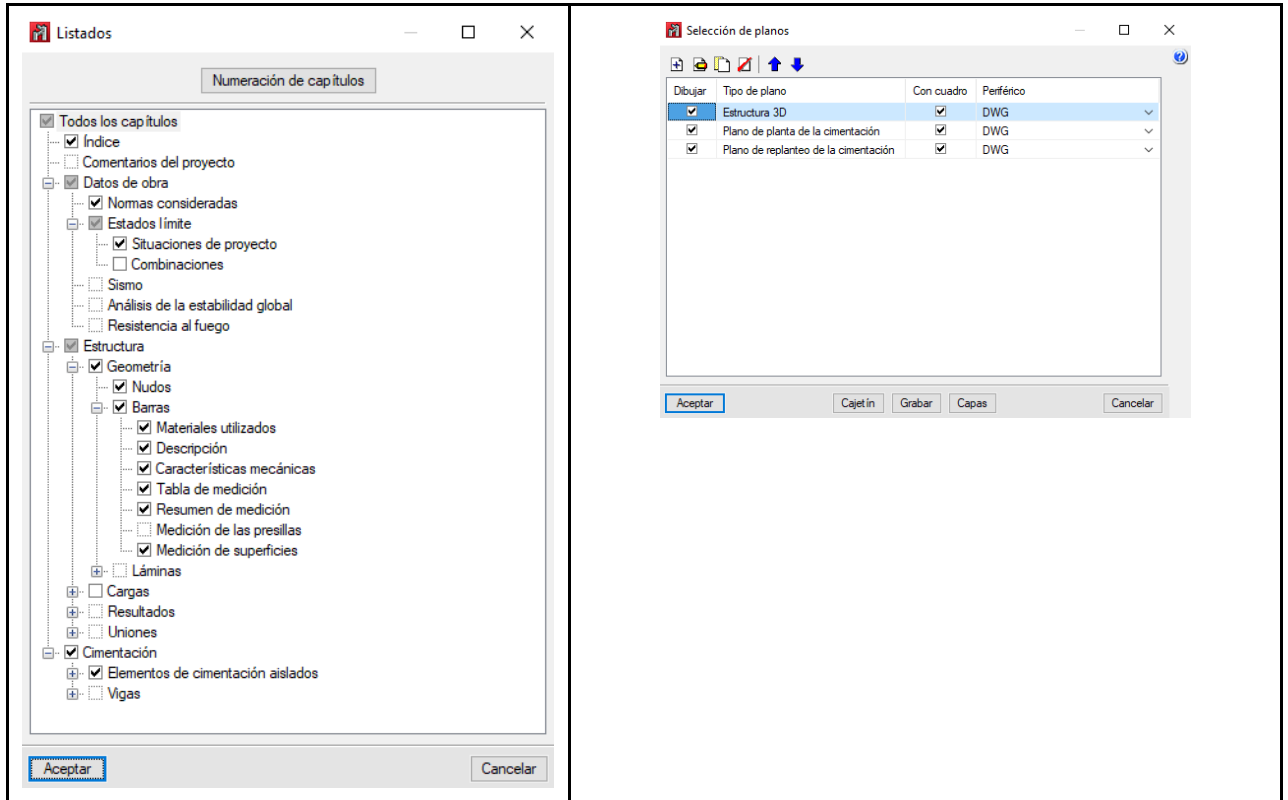 Listados
Numeración de capítulos
Todos los capítulos
Índice
Comentarios del proyecto
Datos de obra
Normas consideradas
Estados límite
Situaciones de proyecto
Combinaciones
Sismo
Análisis de la estabilidad global
Resistencia al fuego
Estructura
Geometría
Nudos
Barras
Materiales utilizados
Descripción
Características mecánicas
Tabla de medición
Resumen de medición
Medición de las presillas
Medición de superficies
Láminas
Cargas
Resultados
Uniones
Cimentación
Elementos de cimentación aislados
Vigas
Aceptar Cancelar
Selección de planos
Dibujar Tipo de plano Con cuadro Periférico
Estructura 3D DWG
Plano de planta de la cimentación DWG
Plano de replanteo de la cimentación DWG
Aceptar Cajetín Grabar Capas Cancelar